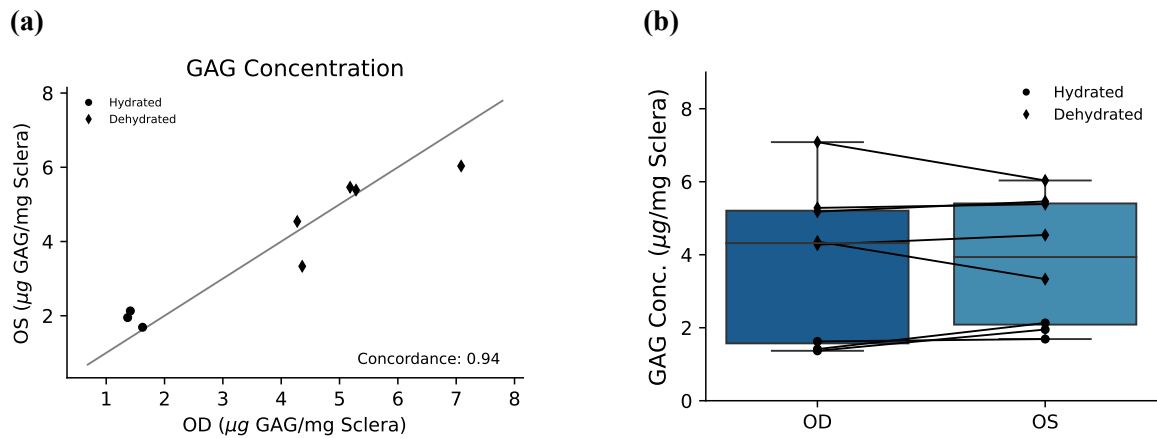 (a)
GAG Concentration
Hydrated
Dehydrated
OS (μg GAG/mg Sclera)
8
6
4
2
Concordance: 0.94
1 2 3 4 5 6 7 8
OD (μg GAG/mg Sclera)
(b)
Hydrated
Dehydrated
GAG Conc. (μg/mg Sclera)
8
6
4
2
0
OD OS